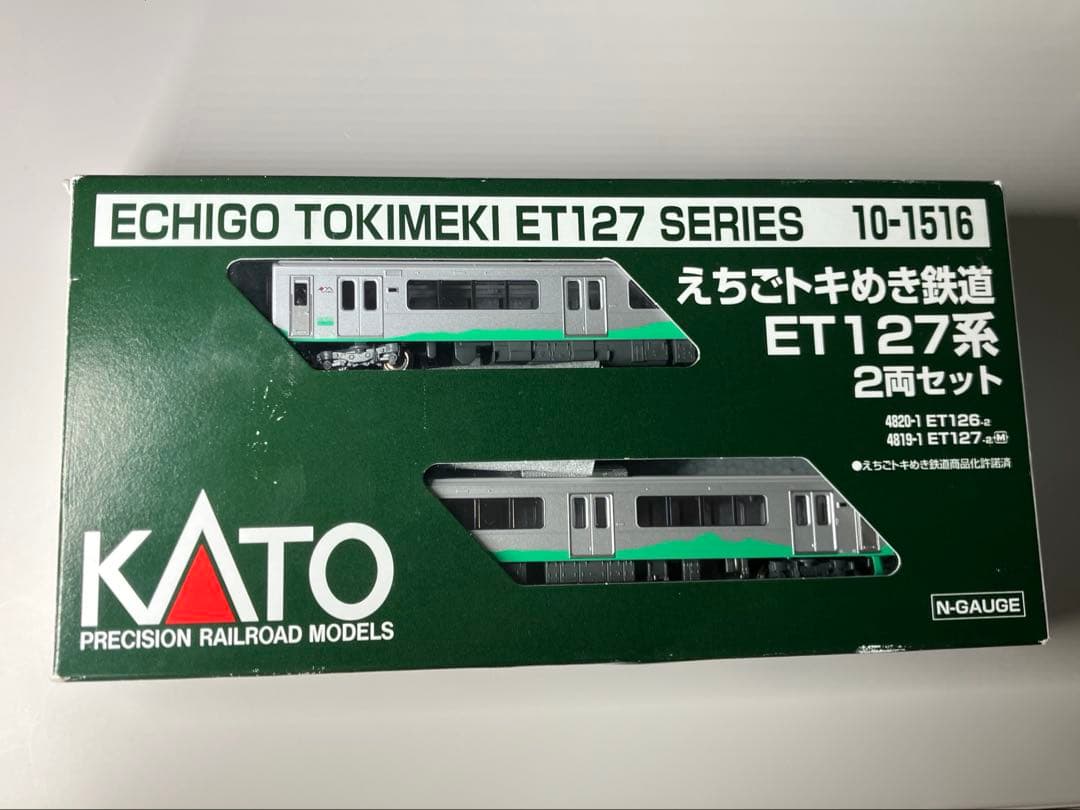 ECHIGO TOKIMEKI ET127 SERIES 10-1516
えちごトキめき鉄道
ET127系
2両セット
4820-1 ET126-2
4819-1 ET127-2 M
●えちごトキめき鉄道商品化許諾済
KATO
PRECISION RAILROAD MODELS
N-GAUGE